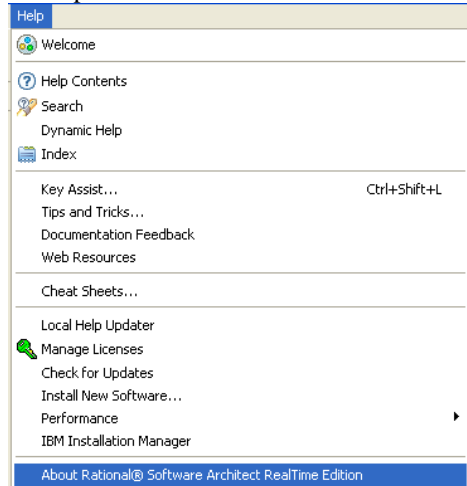 Help
Welcome
Help Contents
Search
Dynamic Help
Index
Key Assist... Ctrl+Shift+L
Tips and Tricks...
Documentation Feedback
Web Resources
Cheat Sheets...
Local Help Updater
Manage Licenses
Check for Updates
Install New Software...
Performance
IBM Installation Manager
About Rational® Software Architect RealTime Edition